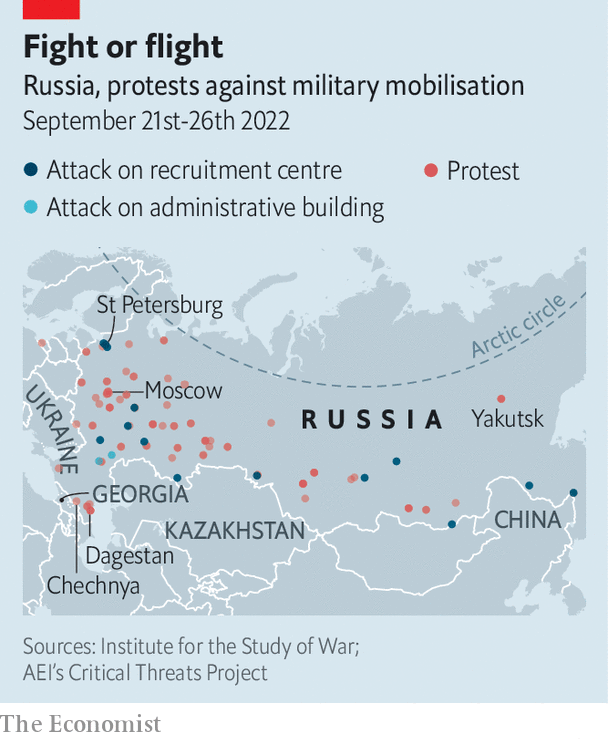 Fight or flight
Russia, protests against military mobilisation
September 21st-26th 2022
Attack on recruitment centre
Protest
Attack on administrative building
St Petersburg
Arctic circle
Moscow
UKRAINE
RUSSIA
Yakutsk
GEORGIA
KAZAKHSTAN
CHINA
Dagestan
Chechnya
Sources: Institute for the Study of War;
AEI's Critical Threats Project
The Economist